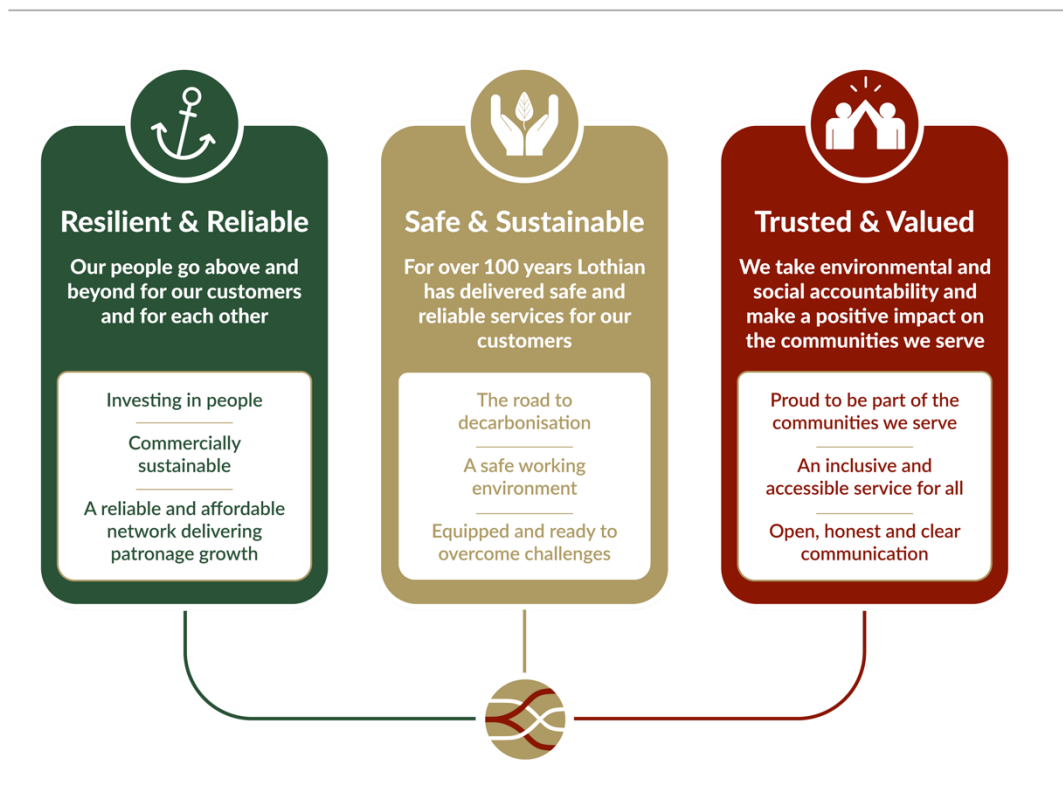 Resilient & Reliable
Our people go above and
beyond for our customers
and for each other
Investing in people
Commercially
sustainable
A reliable and affordable
network delivering
patronage growth
Safe & Sustainable
For over 100 years Lothian
has delivered safe and
reliable services for our
customers
The road to
decarbonisation
A safe working
environment
Equipped and ready to
overcome challenges
Trusted & Valued
We take environmental and
social accountability and
make a positive impact on
the communities we serve
Proud to be part of the
communities we serve
An inclusive and
accessible service for all
Open, honest and clear
communication